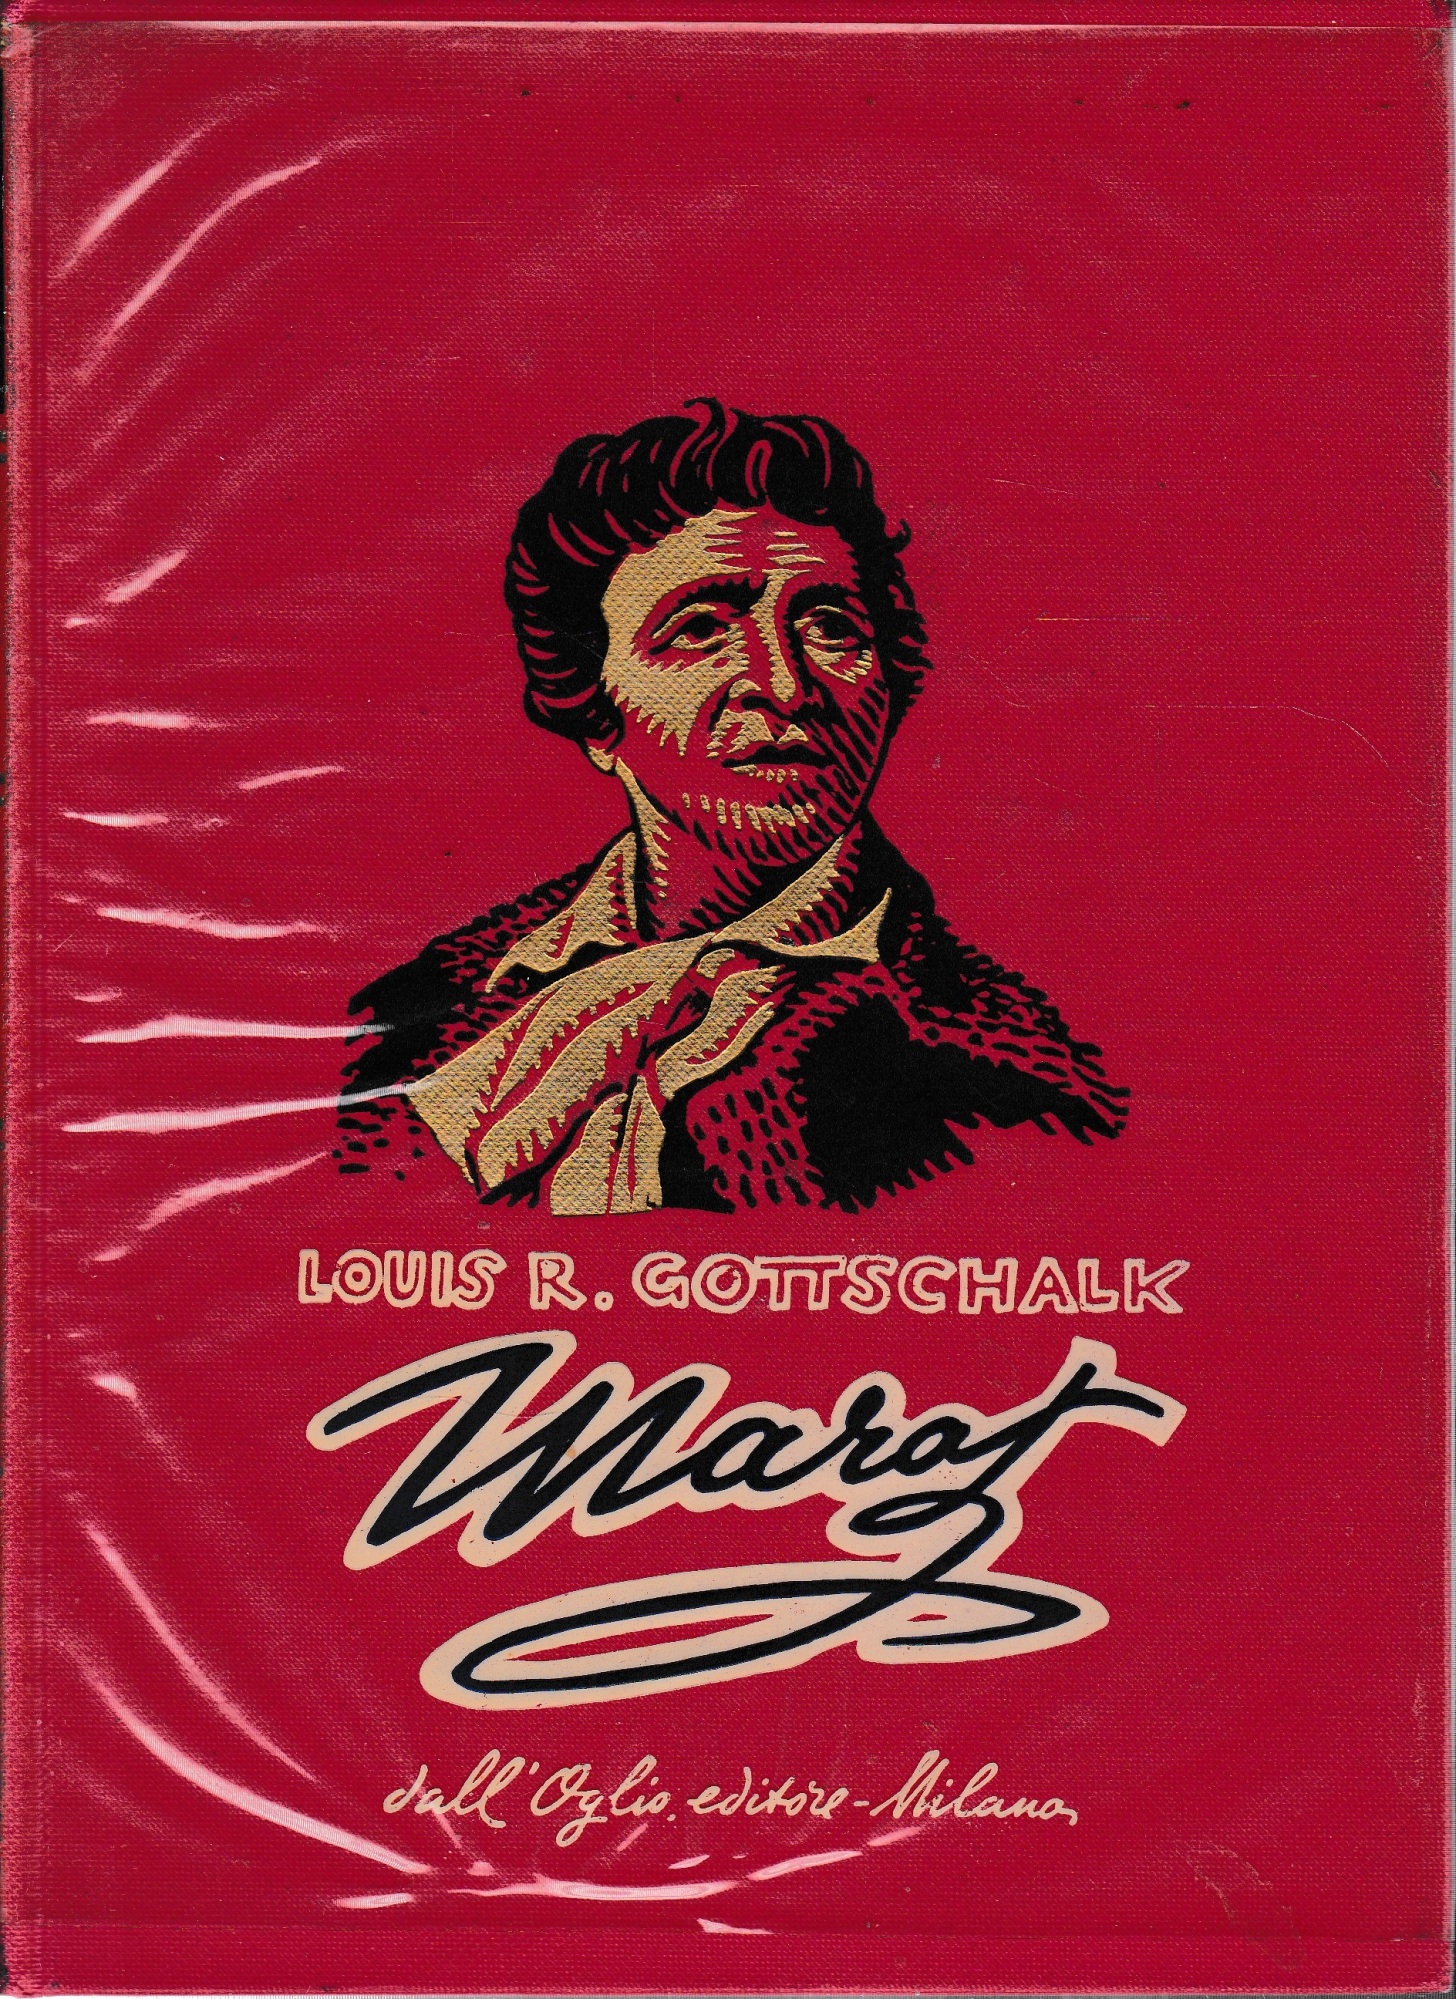 LOUIS R. GOTTSCHALK
Marat
dall'Oglio, editore - Milano